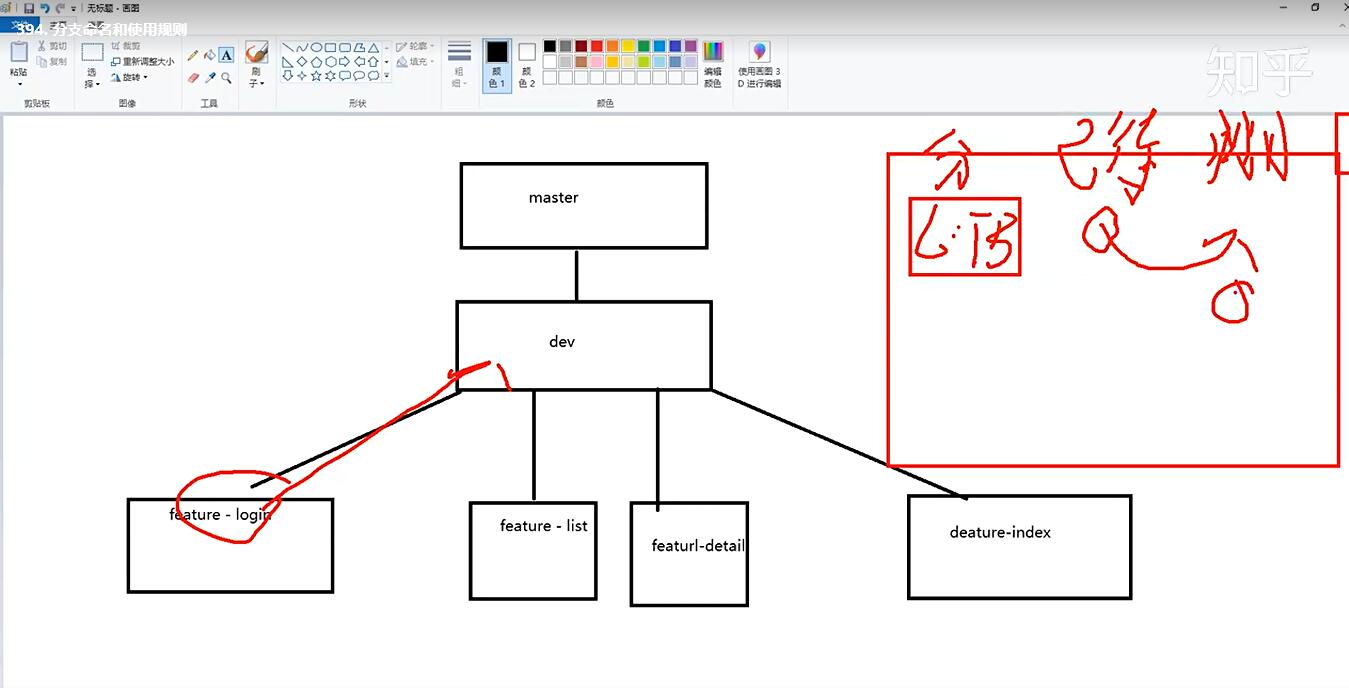 无标题 - 画图
文件
394. 分支命名和使用规则
粘贴
剪切
复制
剪贴板
选
择
裁剪
重新调整大小
旋转
图像
A
工具
刷
子
形状
轮廓
填充
粗
细
颜
色 1
颜
色 2
颜色
编辑
颜色
使用画图 3
D 进行编辑
知乎
master
dev
feature - login
feature - list
featurl-detail
deature-index
分